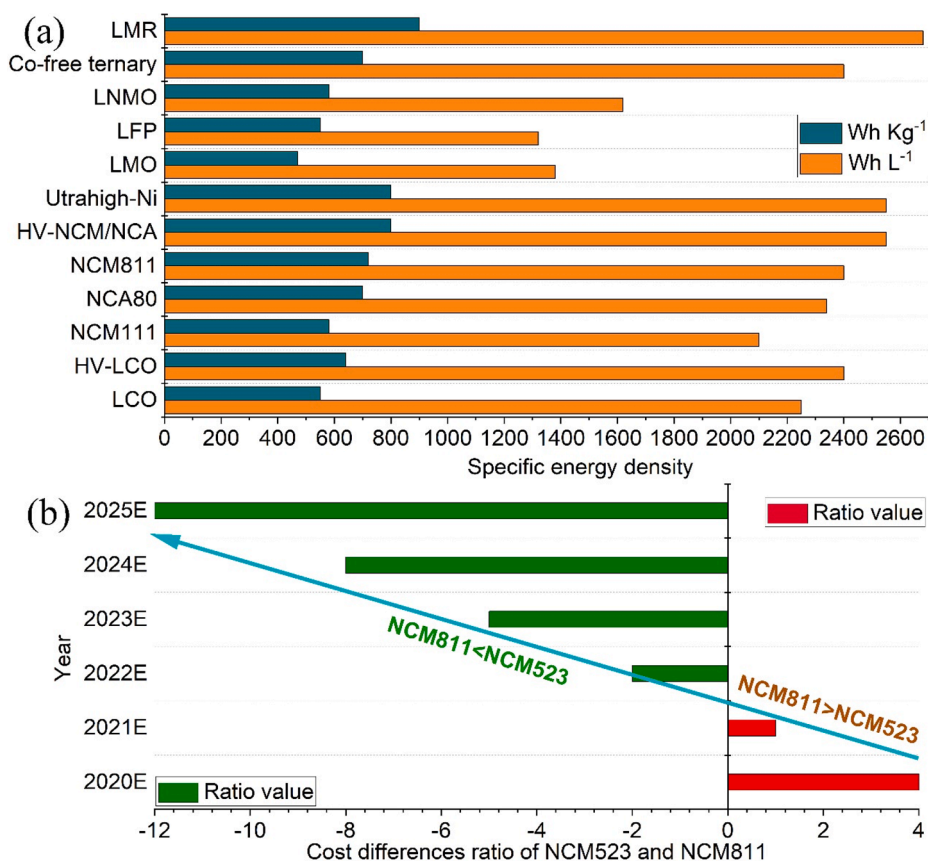 (a)
LMR
Co-free ternary
LNMO
LFP
LMO
Utrahigh-Ni
HV-NCM/NCA
NCM811
NCA80
NCM111
HV-LCO
LCO
Wh Kg⁻¹
Wh L⁻¹
0 200 400 600 800 1000 1200 1400 1600 1800 2000 2200 2400 2600
Specific energy density
(b)
Year
2025E
2024E
2023E
2022E
2021E
2020E
Ratio value
NCM811<NCM523
NCM811>NCM523
Ratio value
-12 -10 -8 -6 -4 -2 0 2 4
Cost differences ratio of NCM523 and NCM811